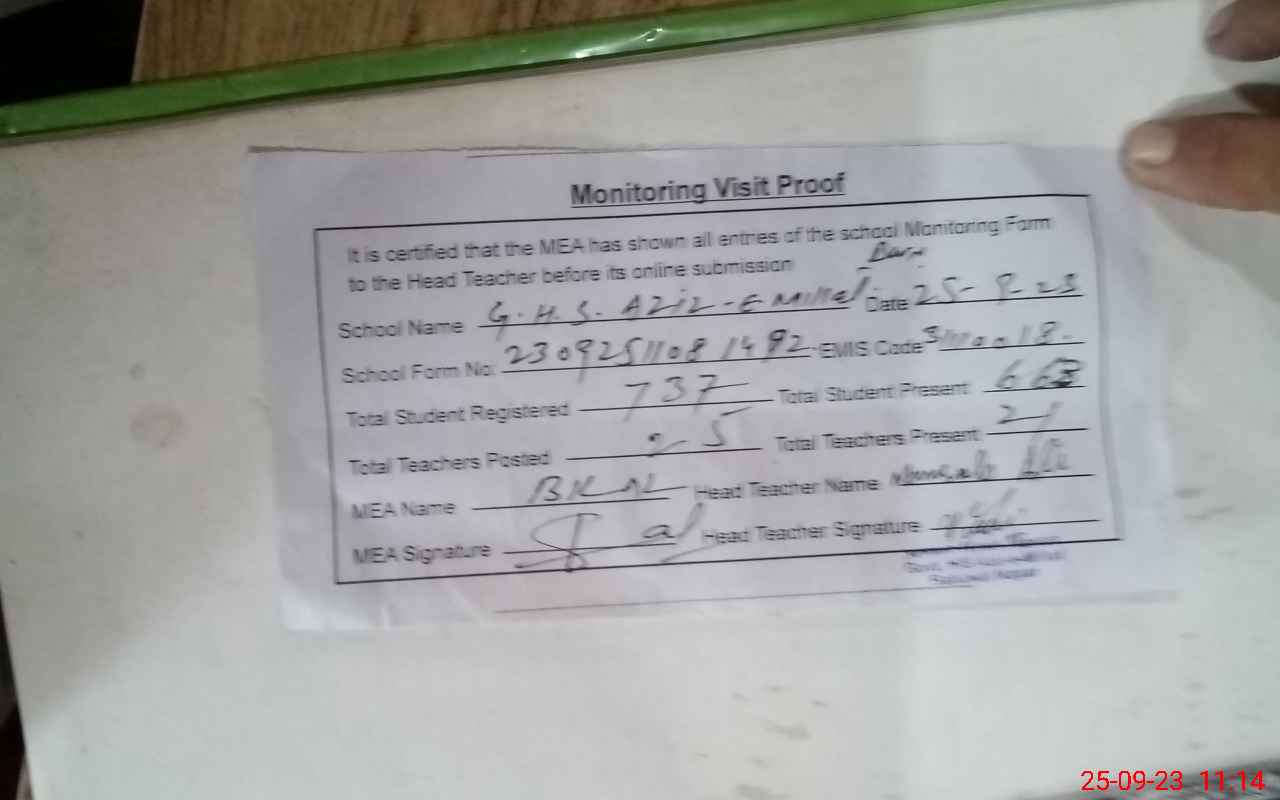 Monitoring Visit Proof
It is certified that the MEA has shown all entries of the school Monitoring Form
to the Head Teacher before its online submission
School Name G.H.S. AZIZ-E Millat Date 25-9-23
School Form No: 23092511081492 EMIS Code
Total Student Registered 737 Total Student Present:
Total Teachers Posted 25 Total Teachers Present: 21
MEA Name Head Teacher Name Ali
MEA Signature Head Teacher Signature
25-09-23 11:14